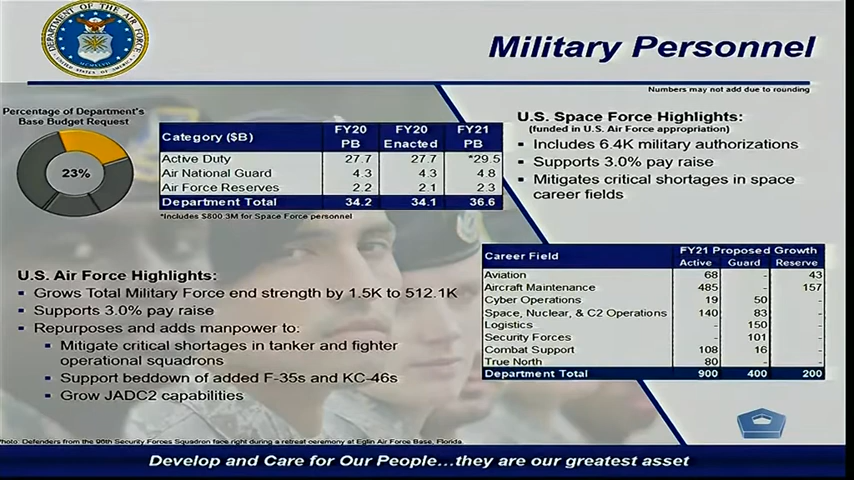 DEPARTMENT OF THE AIR FORCE
UNITED STATES OF AMERICA
Military Personnel
Numbers may not add due to rounding
Percentage of Department's
Base Budget Request
23%
Category ($B) FY20 PB FY20 Enacted FY21 PB
Active Duty 27.7 27.7 *29.5
Air National Guard 4.3 4.3 4.8
Air Force Reserves 2.2 2.1 2.3
Department Total 34.2 34.1 36.6
*Includes $800.3M for Space Force personnel
U.S. Space Force Highlights:
(funded in U.S. Air Force appropriation)
Includes 6.4K military authorizations
Supports 3.0% pay raise
Mitigates critical shortages in space
career fields
U.S. Air Force Highlights:
Grows Total Military Force end strength by 1.5K to 512.1K
Supports 3.0% pay raise
Repurposes and adds manpower to:
Mitigate critical shortages in tanker and fighter
operational squadrons
Support beddown of added F-35s and KC-46s
Grow JADC2 capabilities
Career Field FY21 Proposed Growth
Active Guard Reserve
Aviation 68 - 43
Aircraft Maintenance 485 - 157
Cyber Operations 19 50 -
Space, Nuclear, & C2 Operations 140 83 -
Logistics - 150 -
Security Forces - 101 -
Combat Support 108 16 -
True North 80 - -
Department Total 900 400 200
Photo: Defenders from the 96th Security Forces Squadron face right during a retreat ceremony at Eglin Air Force Base, Florida.
Develop and Care for Our People…they are our greatest asset